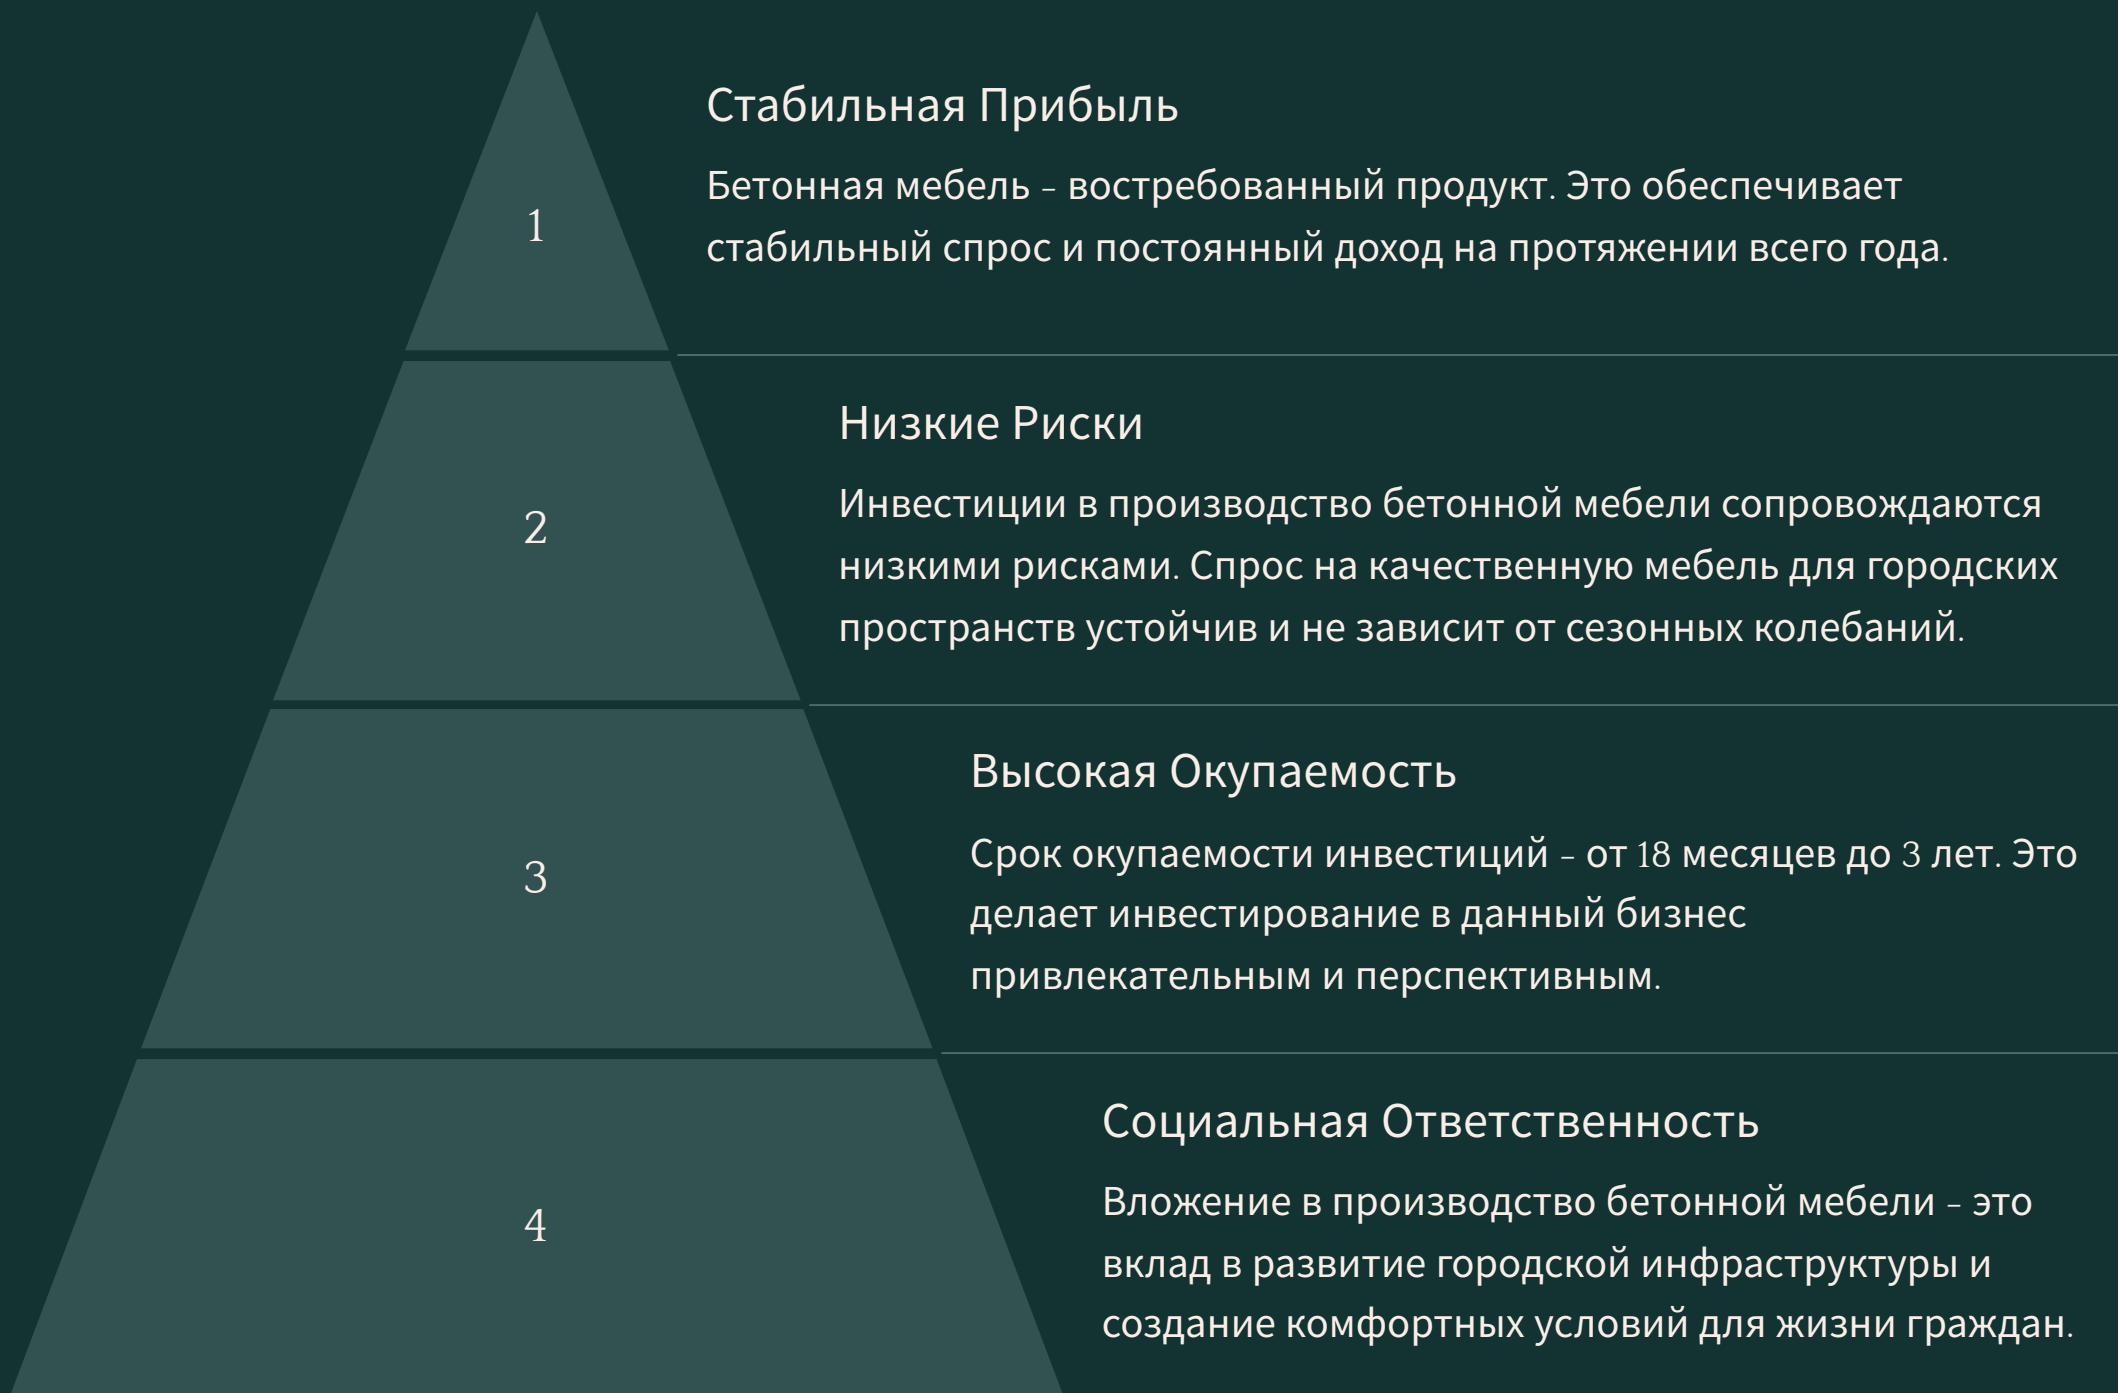 1
Стабильная Прибыль
Бетонная мебель – востребованный продукт. Это обеспечивает
стабильный спрос и постоянный доход на протяжении всего года.
2
Низкие Риски
Инвестиции в производство бетонной мебели сопровождаются
низкими рисками. Спрос на качественную мебель для городских
пространств устойчив и не зависит от сезонных колебаний.
3
Высокая Окупаемость
Срок окупаемости инвестиций – от 18 месяцев до 3 лет. Это
делает инвестирование в данный бизнес
привлекательным и перспективным.
4
Социальная Ответственность
Вложение в производство бетонной мебели – это
вклад в развитие городской инфраструктуры и
создание комфортных условий для жизни граждан.